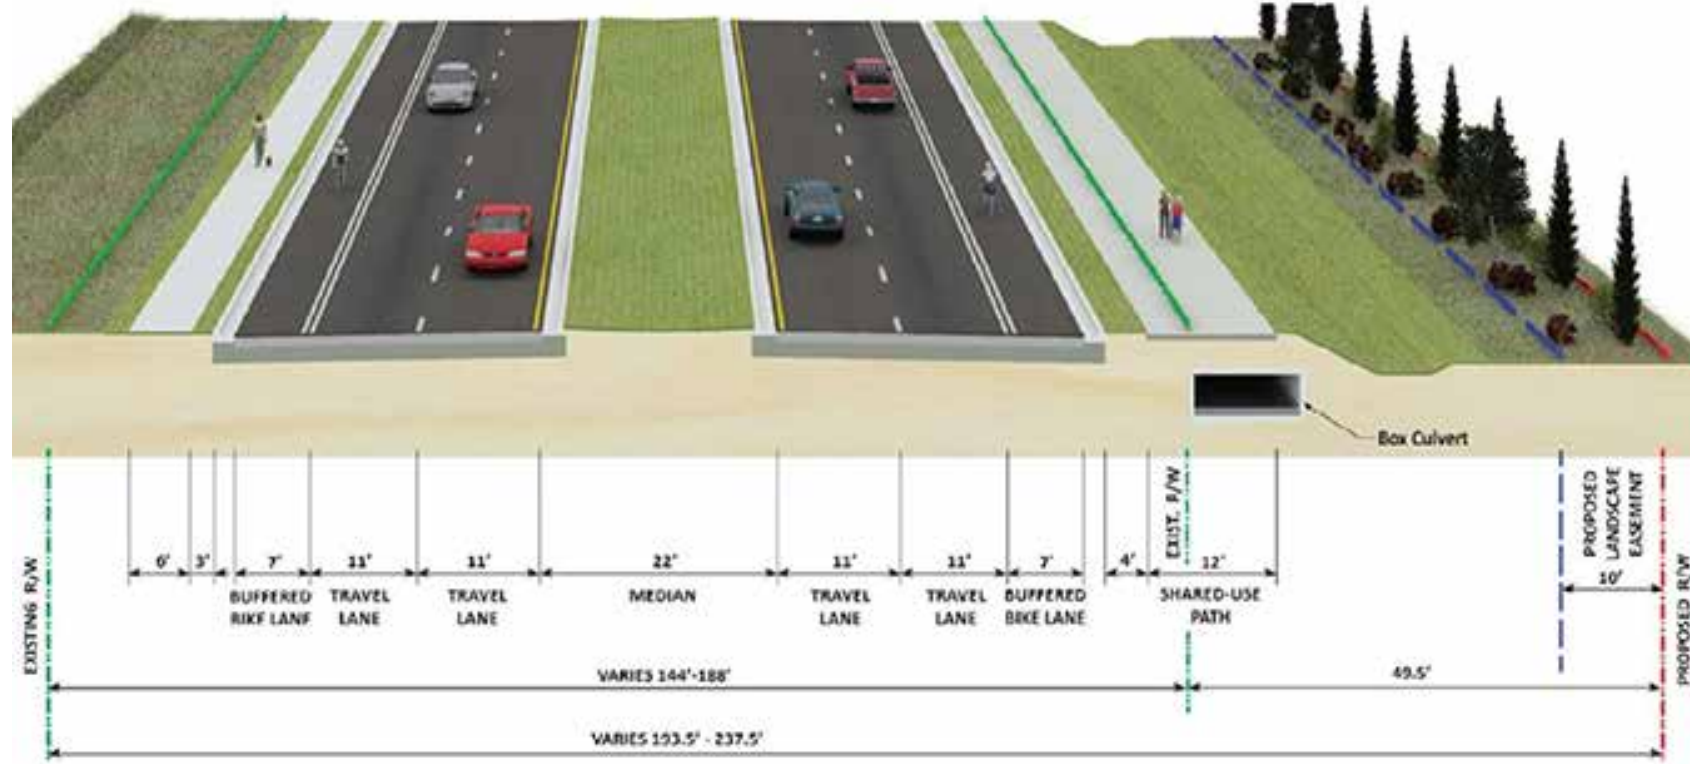 Box Culvert
EXISTING R/W
6'
3'
7'
11'
11'
22'
11'
11'
7'
4'
EXIST. R/W
12'
PROPOSED
LANDSCAPE
EASEMENT
10'
PROPOSED R/W
BUFFERED
BIKE LANE
TRAVEL
LANE
TRAVEL
LANE
MEDIAN
TRAVEL
LANE
TRAVEL
LANE
BUFFERED
BIKE LANE
SHARED-USE
PATH
VARIES 144'-188'
49.5'
VARIES 193.5' - 237.5'